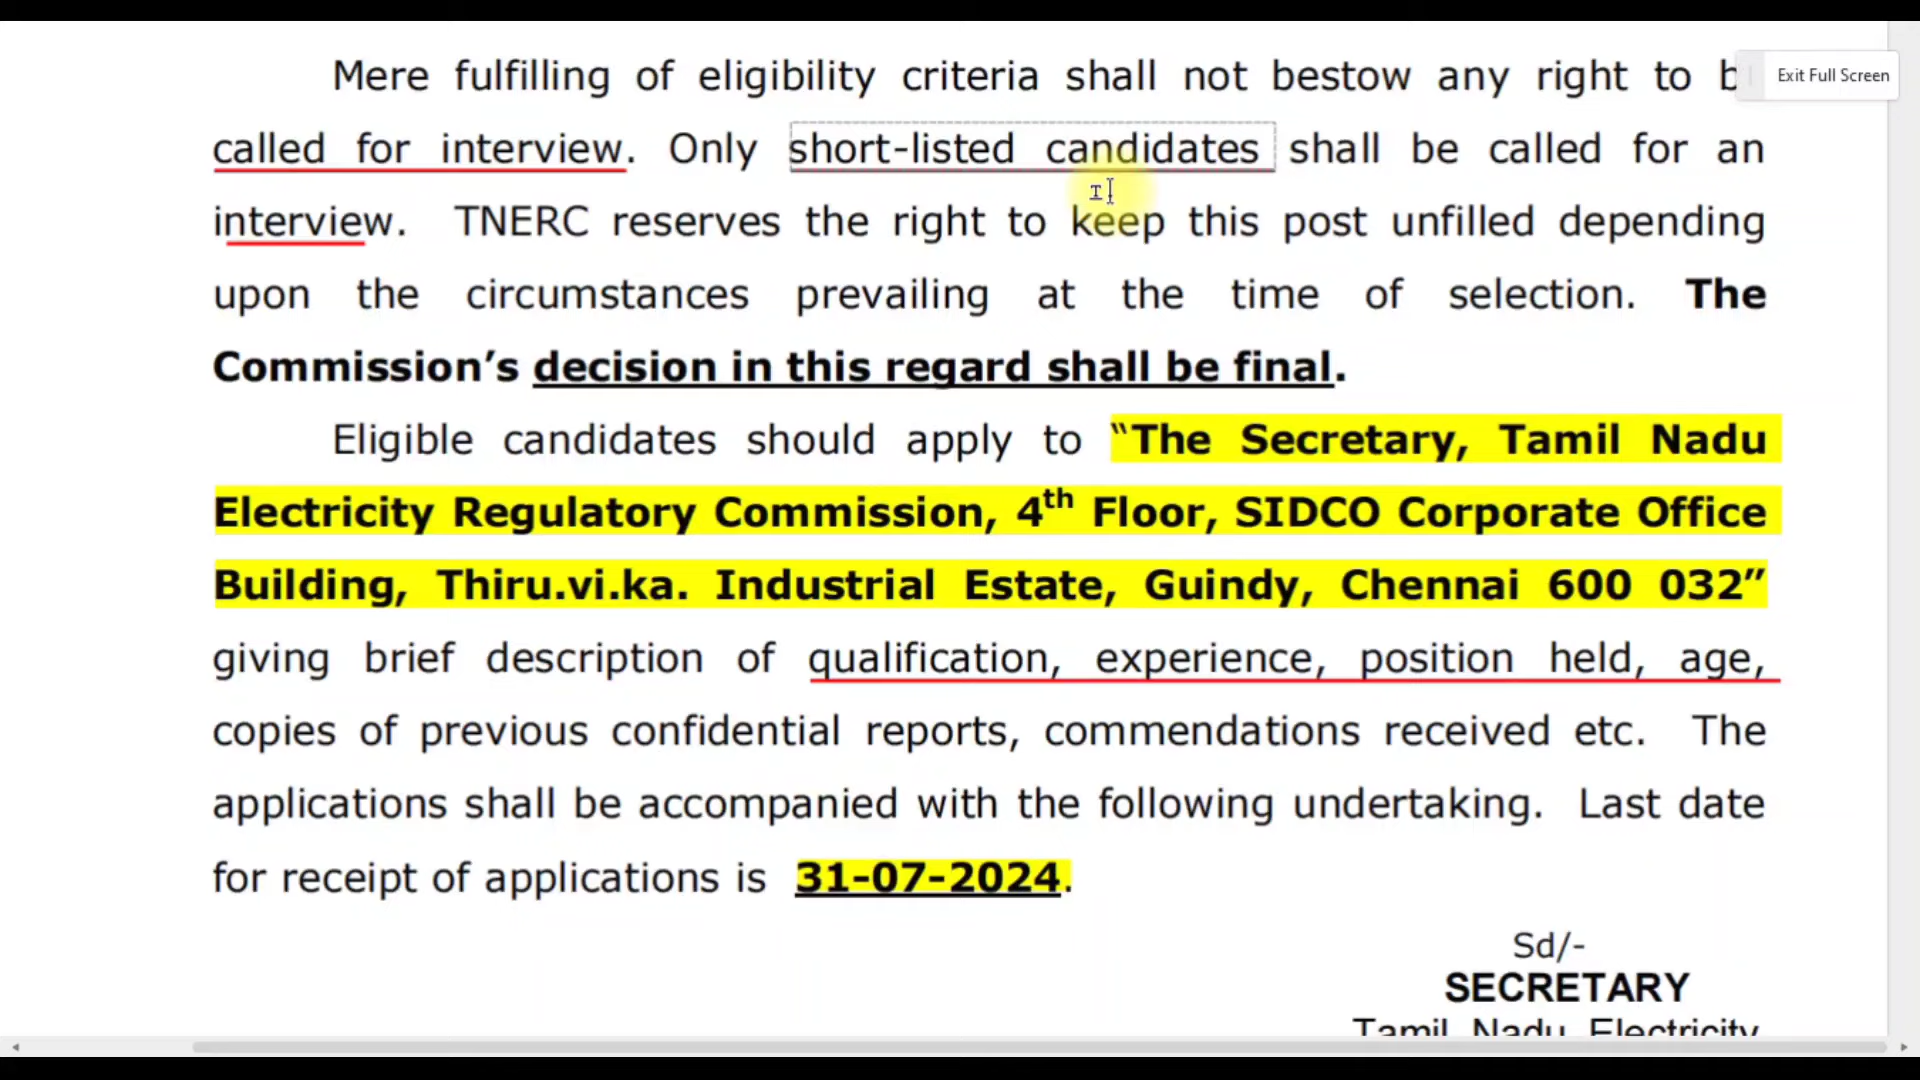 Mere fulfilling of eligibility criteria shall not bestow any right to
Exit Full Screen
called for interview. Only short-listed candidates shall be called for an
interview. TNERC reserves the right to keep this post unfilled depending
upon the circumstances prevailing at the time of selection. The
Commission’s decision in this regard shall be final.
Eligible candidates should apply to “The Secretary, Tamil Nadu
Electricity Regulatory Commission, 4th Floor, SIDCO Corporate Office
Building, Thiru.vi.ka. Industrial Estate, Guindy, Chennai 600 032”
giving brief description of qualification, experience, position held, age,
copies of previous confidential reports, commendations received etc. The
applications shall be accompanied with the following undertaking. Last date
for receipt of applications is 31-07-2024.
Sd/-
SECRETARY
Tamil Nadu Electricity